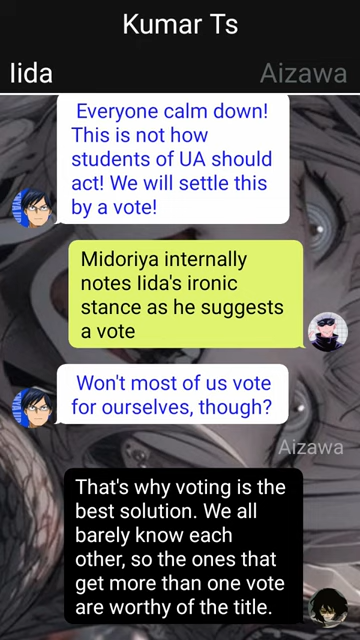 Kumar Ts
Iida
Aizawa
Everyone calm down!
This is not how
students of UA should
act! We will settle this
by a vote!
Midoriya internally
notes Iida's ironic
stance as he suggests
a vote
Won't most of us vote
for ourselves, though?
Aizawa
That's why voting is the
best solution. We all
barely know each
other, so the ones that
get more than one vote
are worthy of the title.